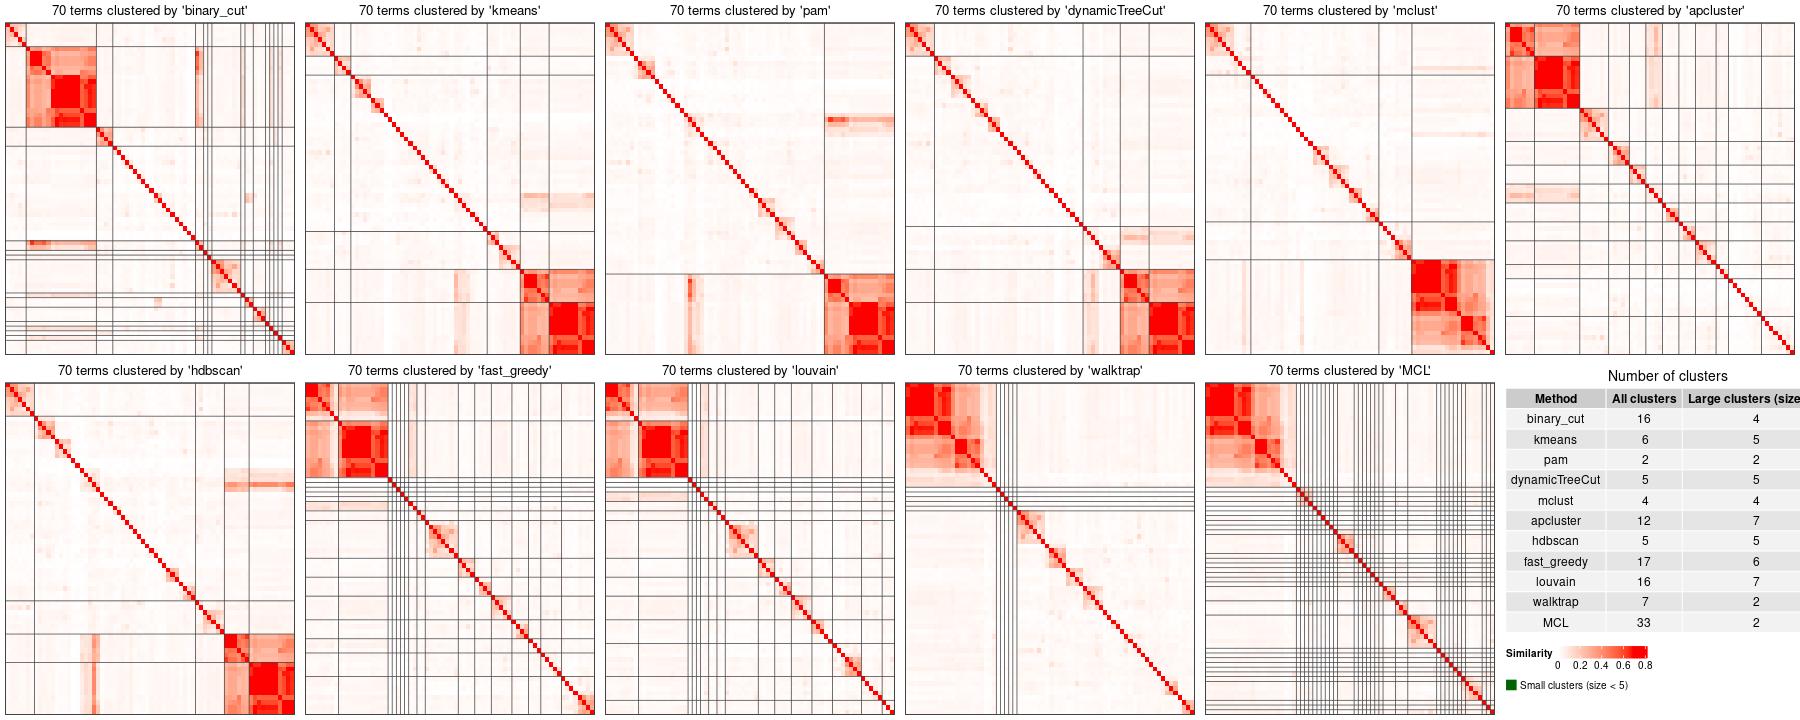 70 terms clustered by 'binary_cut'
70 terms clustered by 'kmeans'
70 terms clustered by 'pam'
70 terms clustered by 'dynamicTreeCut'
70 terms clustered by 'mclust'
70 terms clustered by 'apcluster'
70 terms clustered by 'hdbscan'
70 terms clustered by 'fast_greedy'
70 terms clustered by 'louvain'
70 terms clustered by 'walktrap'
70 terms clustered by 'MCL'
Number of clusters
Method All clusters Large clusters (size
binary_cut 16 4
kmeans 6 5
pam 2 2
dynamicTreeCut 5 5
mclust 4 4
apcluster 12 7
hdbscan 5 5
fast_greedy 17 6
louvain 16 7
walktrap 7 2
MCL 33 2
Similarity
0 0.2 0.4 0.6 0.8
Small clusters (size < 5)